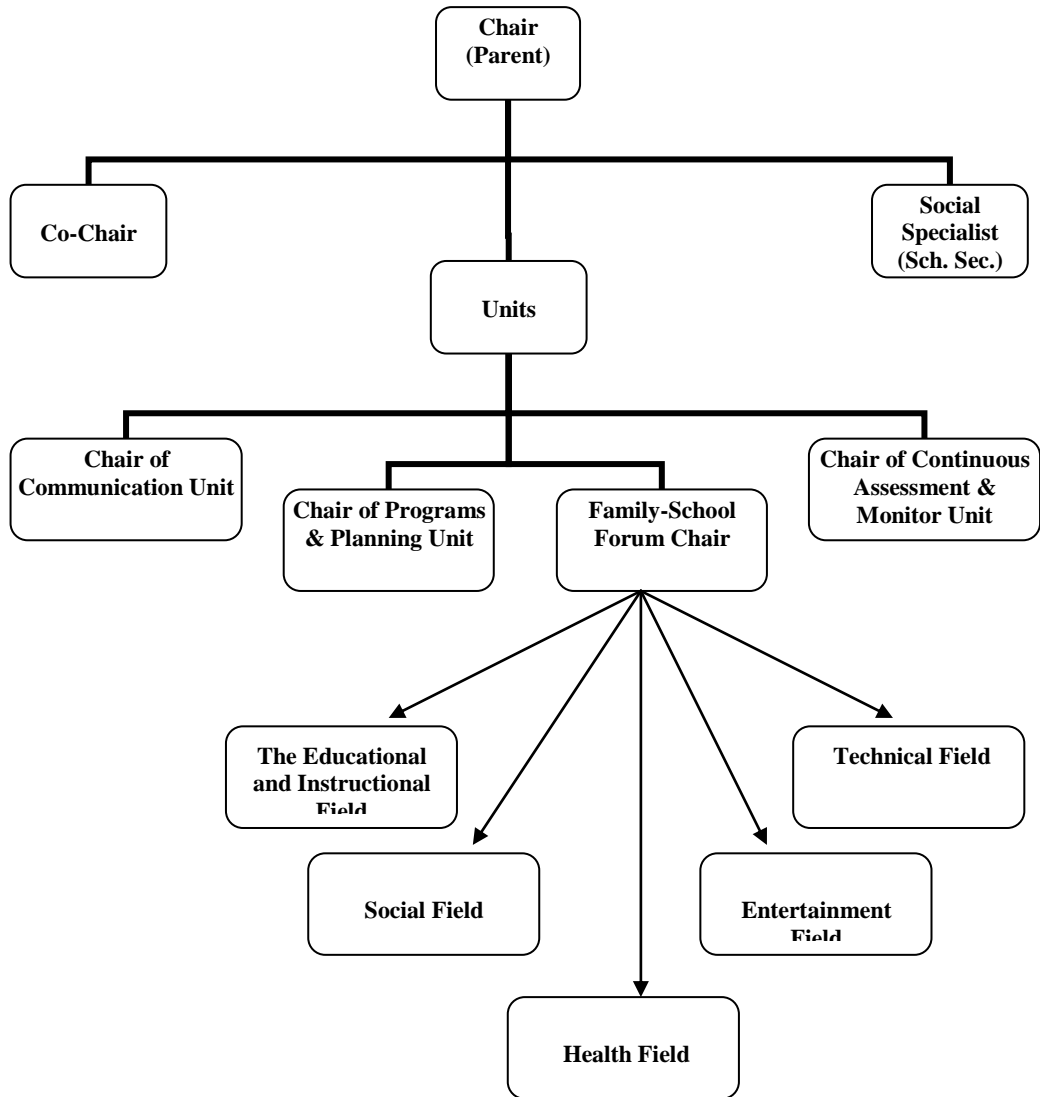 Chair
(Parent)
Co-Chair
Social
Specialist
(Sch. Sec.)
Units
Chair of
Communication Unit
Chair of Programs
& Planning Unit
Family-School
Forum Chair
Chair of Continuous
Assessment &
Monitor Unit
The Educational
and Instructional
Field
Technical Field
Social Field
Entertainment
Field
Health Field